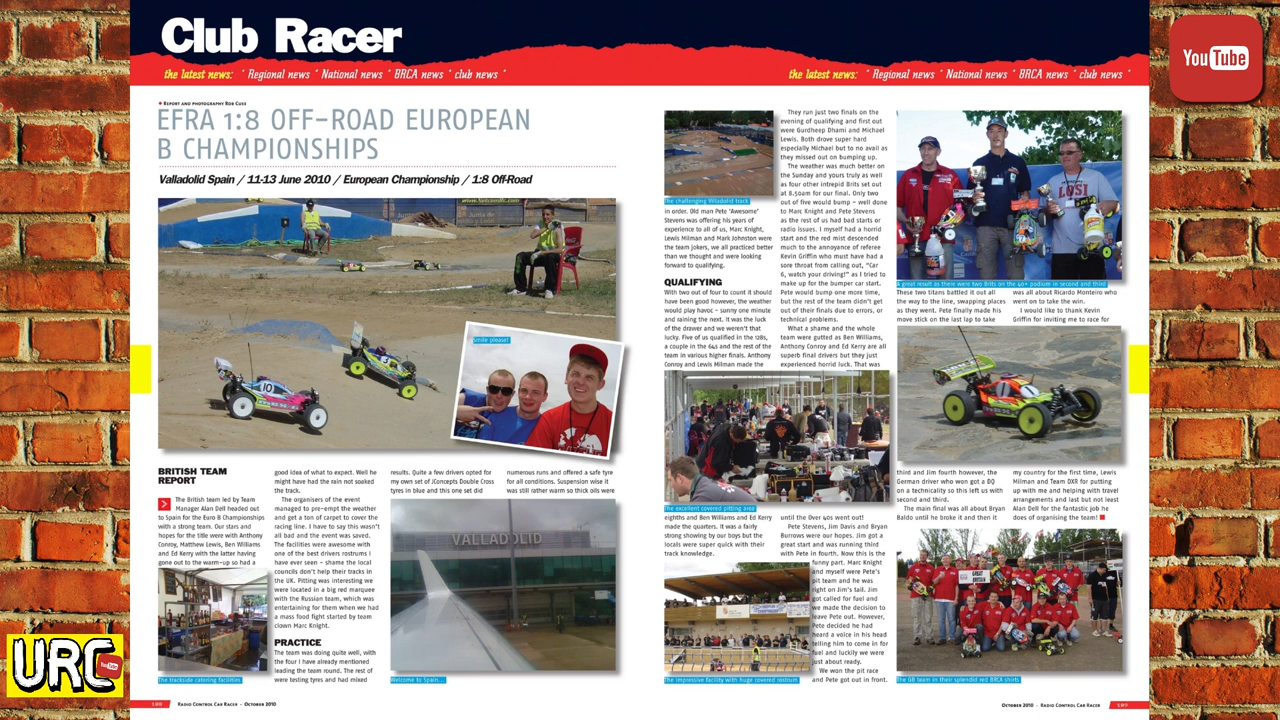 Club Racer
the latest news: * Regional news * National news * BRCA news * club news *
the latest news: * Regional news * National news * BRCA news * club news *
YouTube
Report and photography Rob Cuss
EFRA 1:8 OFF-ROAD EUROPEAN
B CHAMPIONSHIPS
Valladolid Spain / 11-13 June 2010 / European Championship / 1:8 Off-Road
BRITISH TEAM
REPORT
The British team led by Team
Manager Alan Dell headed out
to Spain for the Euro B Championships
with a strong team. Our stars and
hopes for the title were with Anthony
Conroy, Matthew Lewis, Ben Williams
and Ed Kerry with the latter having
gone out to the warm-up so had a
The trackside catering facilities
good idea of what to expect. Well he
might have had the rain not soaked
the track.
The organisers of the event
managed to pre-empt the weather
and get a ton of carpet to cover the
racing line. I have to say this wasn't
all bad and the event was saved.
The facilities were awesome with
one of the best drivers rostrums i
have ever seen - shame the local
councils don't help their tracks in
the UK. Pitting was interesting we
were located in a big red marquee
with the Russian team, which was
entertaining for them when we had
a mass food fight started by team
clown Marc Knight.
PRACTICE
The team was doing quite well, with
the four I have already mentioned
leading the team round. The rest of
were testing tyres and had mixed
results. Quite a few drivers opted for
my own set of JConcepts Double Cross
tyres in blue and this one set did
numerous runs and offered a safe tyre
for all conditions. Suspension wise it
was still rather warm so thick oils were
VALLADOLID
Welcome to Spain...
The challenging Villadolid track
in order. Old man Pete 'Awesome'
Stevens was offering his years of
experience to all of us, Marc Knight,
Lewis Milman and Mark Johnston were
the team jokers, we all practiced better
than we thought and were looking
forward to qualifying.
QUALIFYING
With two out of four to count it should
have been good however, the weather
would play havoc - sunny one minute
and raining the next. It was the luck
of the drawer and we weren't that
lucky. Five of us qualified in the 128s,
a couple in the 64s and the rest of the
team in various higher finals. Anthony
Conroy and Lewis Milman made the
They run just two finals on the
evening of qualifying and first out
were Gurdheep Dhami and Michael
Lewis. Both drove super hard
especially Michael but to no avail as
they missed out on bumping up.
The weather was much better on
the Sunday and yours truly as well
as four other intrepid Brits set out
at 8.50am for our final. Only two
out of five would bump - well done
to Marc Knight and Pete Stevens
as the rest of us had bad starts or
radio issues. I myself had a horrid
start and the red mist descended
much to the annoyance of referee
Kevin Griffin who must have had a
sore throat from calling out, "Car
6, watch your driving!" as I tried to
make up for the bumper car start.
Pete would bump one more time,
but the rest of the team didn't get
out of their finals due to errors, or
technical problems.
What a shame and the whole
team were gutted as Ben Williams,
Anthony Conroy and Ed Kerry are all
superb final drivers but they just
experienced horrid luck. That was
The excellent covered pitting area
eighths and Ben Williams and Ed Kerry
made the quarters. It was a fairly
strong showing by our boys but the
locals were super quick with their
track knowledge.
The impressive facility with huge covered rostrum
until the Over 40s went out!
Pete Stevens, Jim Davis and Bryan
Burrows were our hopes. Jim got a
great start and was running third
with Pete in fourth. Now this is the
funny part. Marc Knight
and myself were Pete's
pit team and he was
right on Jim's tail. Jim
got called for fuel and
we made the decision to
leave Pete out. However,
Pete decided he had
heard a voice in his head
telling him to come in for
fuel and luckily we were
just about ready.
We won the pit race
and Pete got out in front.
LOSI
A great result as there were two Brits on the 40+ podium in second and third
These two titans battled it out all
the way to the line, swapping places
as they went. Pete finally made his
move stick on the last lap to take
was all about Ricardo Monteiro who
went on to take the win.
I would like to thank Kevin
Griffin for inviting me to race for
third and Jim fourth however, the
German driver who won got a DQ
on a technicality so this left us with
second and third.
The main final was all about Bryan
Baldo until he broke it and then it
my country for the first time, Lewis
Milman and Team DXR for putting
up with me and helping with travel
arrangements and last but not least
Alan Dell for the fantastic job he
does of organising the team!
GREAT
BRITAIN
The GB team in their splendid red BRCA shirts
URC
Radio Control Car Racer - October 2010
October 2010 - Radio Control Car Racer